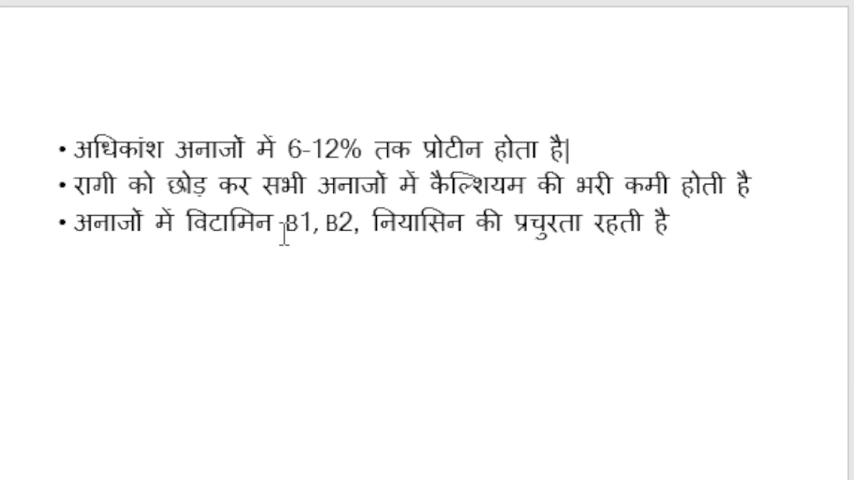 • अधिकांश अनाजों में 6-12% तक प्रोटीन होता है|
• रागी को छोड़ कर सभी अनाजों में कैल्शियम की भरी कमी होती है
• अनाजों में विटामिन B1, B2, नियासिन की प्रचुरता रहती है